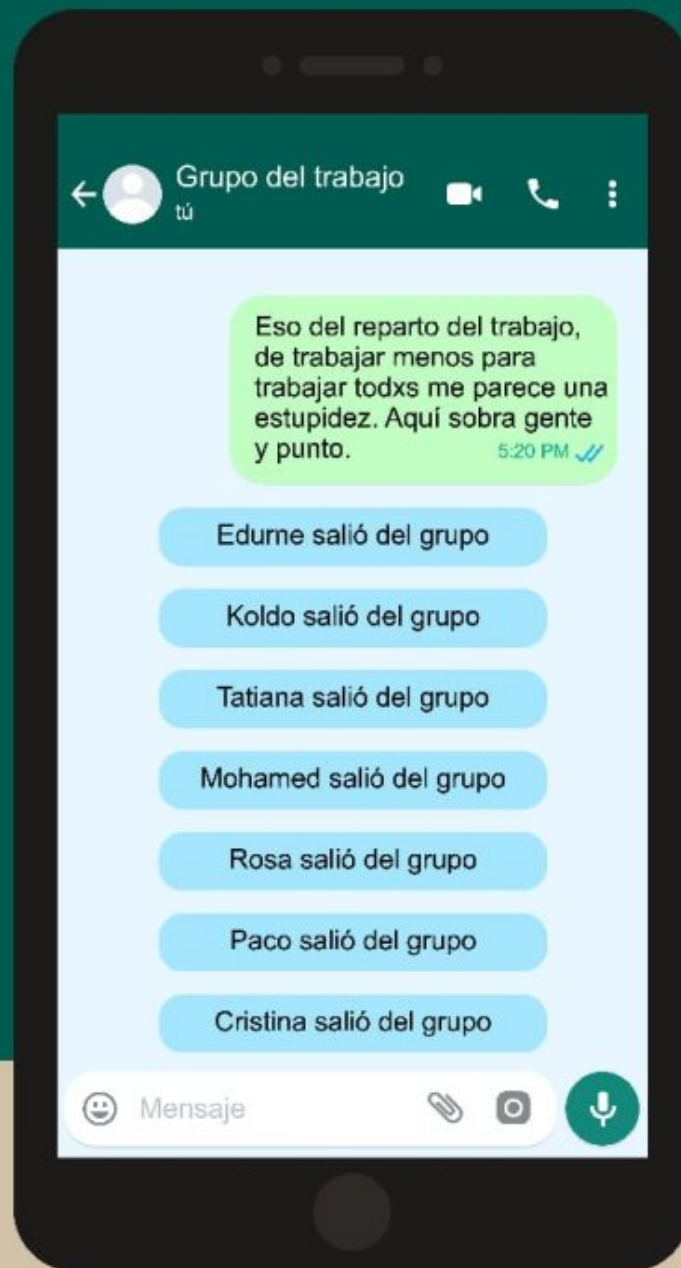 Grupo del trabajo
tú
Eso del reparto del trabajo,
de trabajar menos para
trabajar todxs me parece una
estupidez. Aquí sobra gente
y punto.
5:20 PM
Edurne salió del grupo
Koldo salió del grupo
Tatiana salió del grupo
Mohamed salió del grupo
Rosa salió del grupo
Paco salió del grupo
Cristina salió del grupo
Mensaje